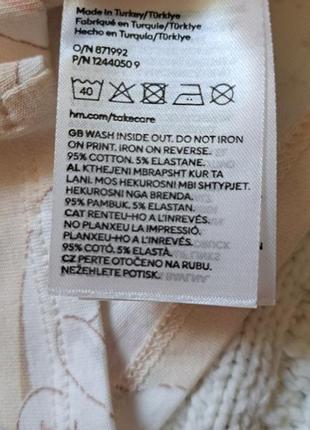 Made in Turkey/Türkiye
Fabriqué en Turquie/Türkiye
Hecho en Turquía/Türkiye
O/N 871992
P/N 1244050 9
40
hm.com/takecare
GB WASH INSIDE OUT. DO NOT IRON
ON PRINT. IRON ON REVERSE.
95% COTTON. 5% ELASTANE.
AL KTHEJENI MBRAPSHT KUR TA
LANI. MOS HEKUROSNI MBI SHTYPJET.
HEKUROSNI NGA BRENDA.
95% PAMBUK. 5% ELASTAN.
CAT RENTEU-HO A L'INREVÉS.
NO PLANXEU LA IMPRESSIÓ
PLANXEU-HO A L'INREVÉS.
95% COTÓ. 5% ELASTÀ.
CZ PERTE OTOČENO NA RUBU.
NEŽEHLETE POTISK.